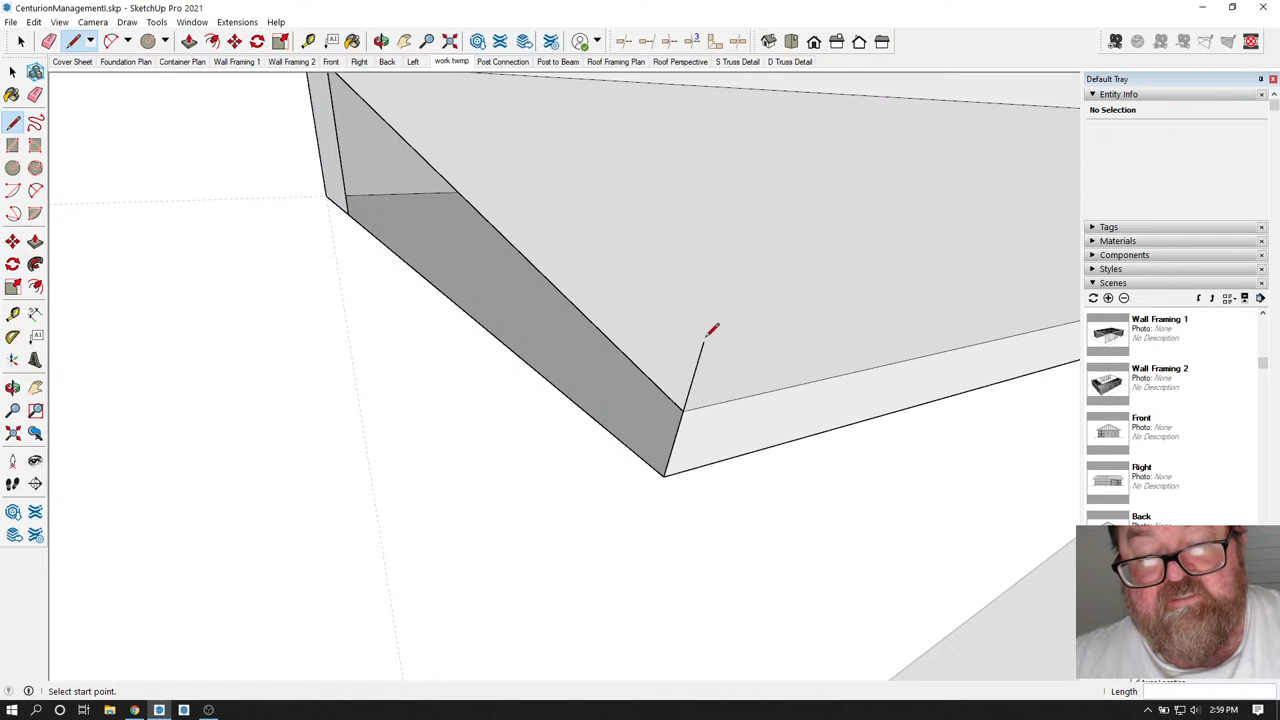 CenturionManagementI.skp - SketchUp Pro 2021
File Edit View Camera Draw Tools Window Extensions Help
Cover Sheet Foundation Plan Container Plan Wall Framing 1 Wall Framing 2 Front Right Back Left work twmp Post Connection Post to Beam Roof Framing Plan Roof Perspective S Truss Detail D Truss Detail
Default Tray
Entity Info
No Selection
Tags
Materials
Components
Styles
Scenes
Wall Framing 1
Photo: None
No Description
Wall Framing 2
Photo: None
No Description
Front
Photo: None
No Description
Right
Photo: None
No Description
Back
Select start point.
Length
2:59 PM